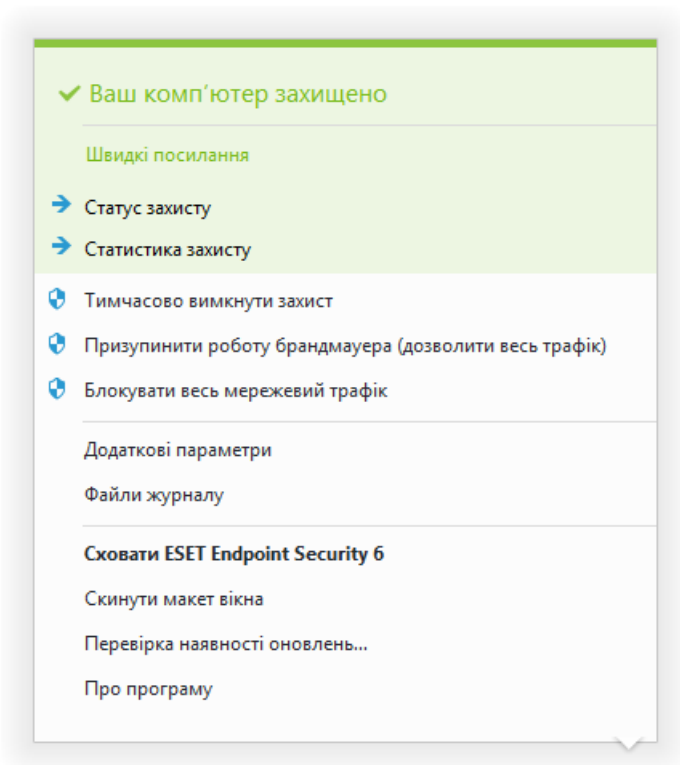 Ваш комп'ютер захищено
Швидкі посилання
Статус захисту
Статистика захисту
Тимчасово вимкнути захист
Призупинити роботу брандмауера (дозволити весь трафік)
Блокувати весь мережевий трафік
Додаткові параметри
Файли журналу
Сховати ESET Endpoint Security 6
Скинути макет вікна
Перевірка наявності оновлень...
Про програму